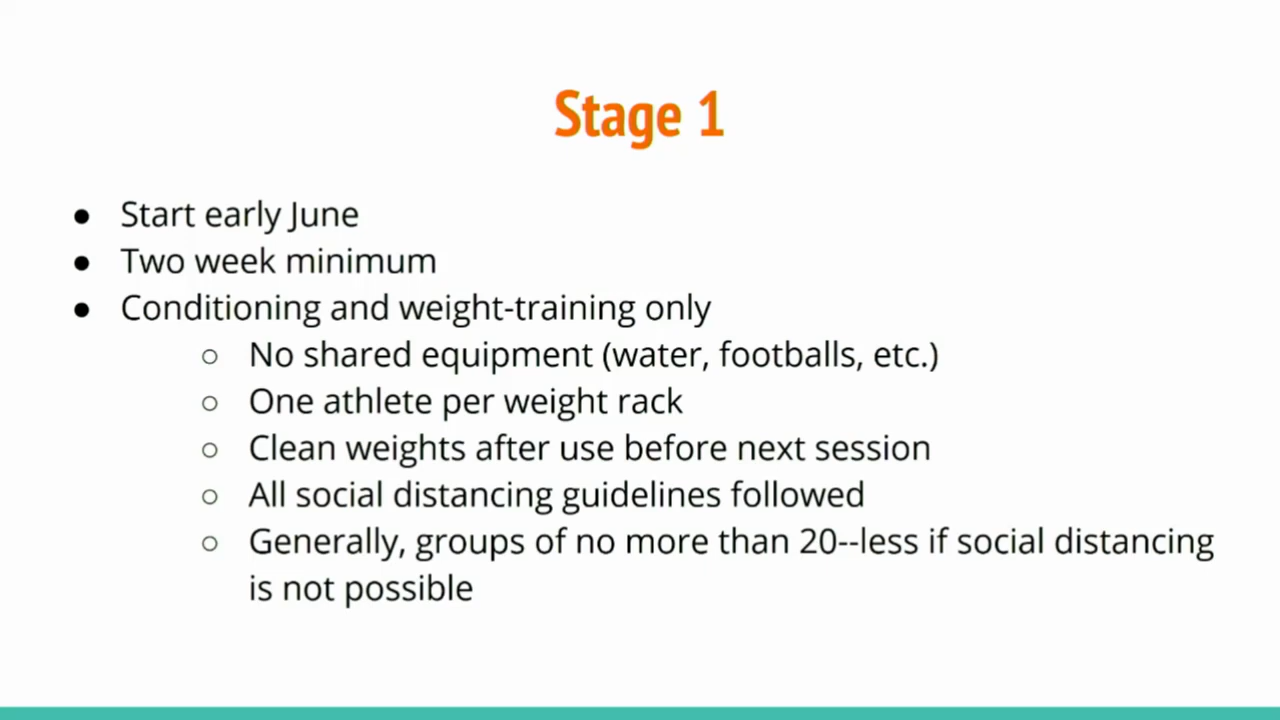 Stage 1
● Start early June
● Two week minimum
● Conditioning and weight-training only
○ No shared equipment (water, footballs, etc.)
○ One athlete per weight rack
○ Clean weights after use before next session
○ All social distancing guidelines followed
○ Generally, groups of no more than 20--less if social distancing
is not possible